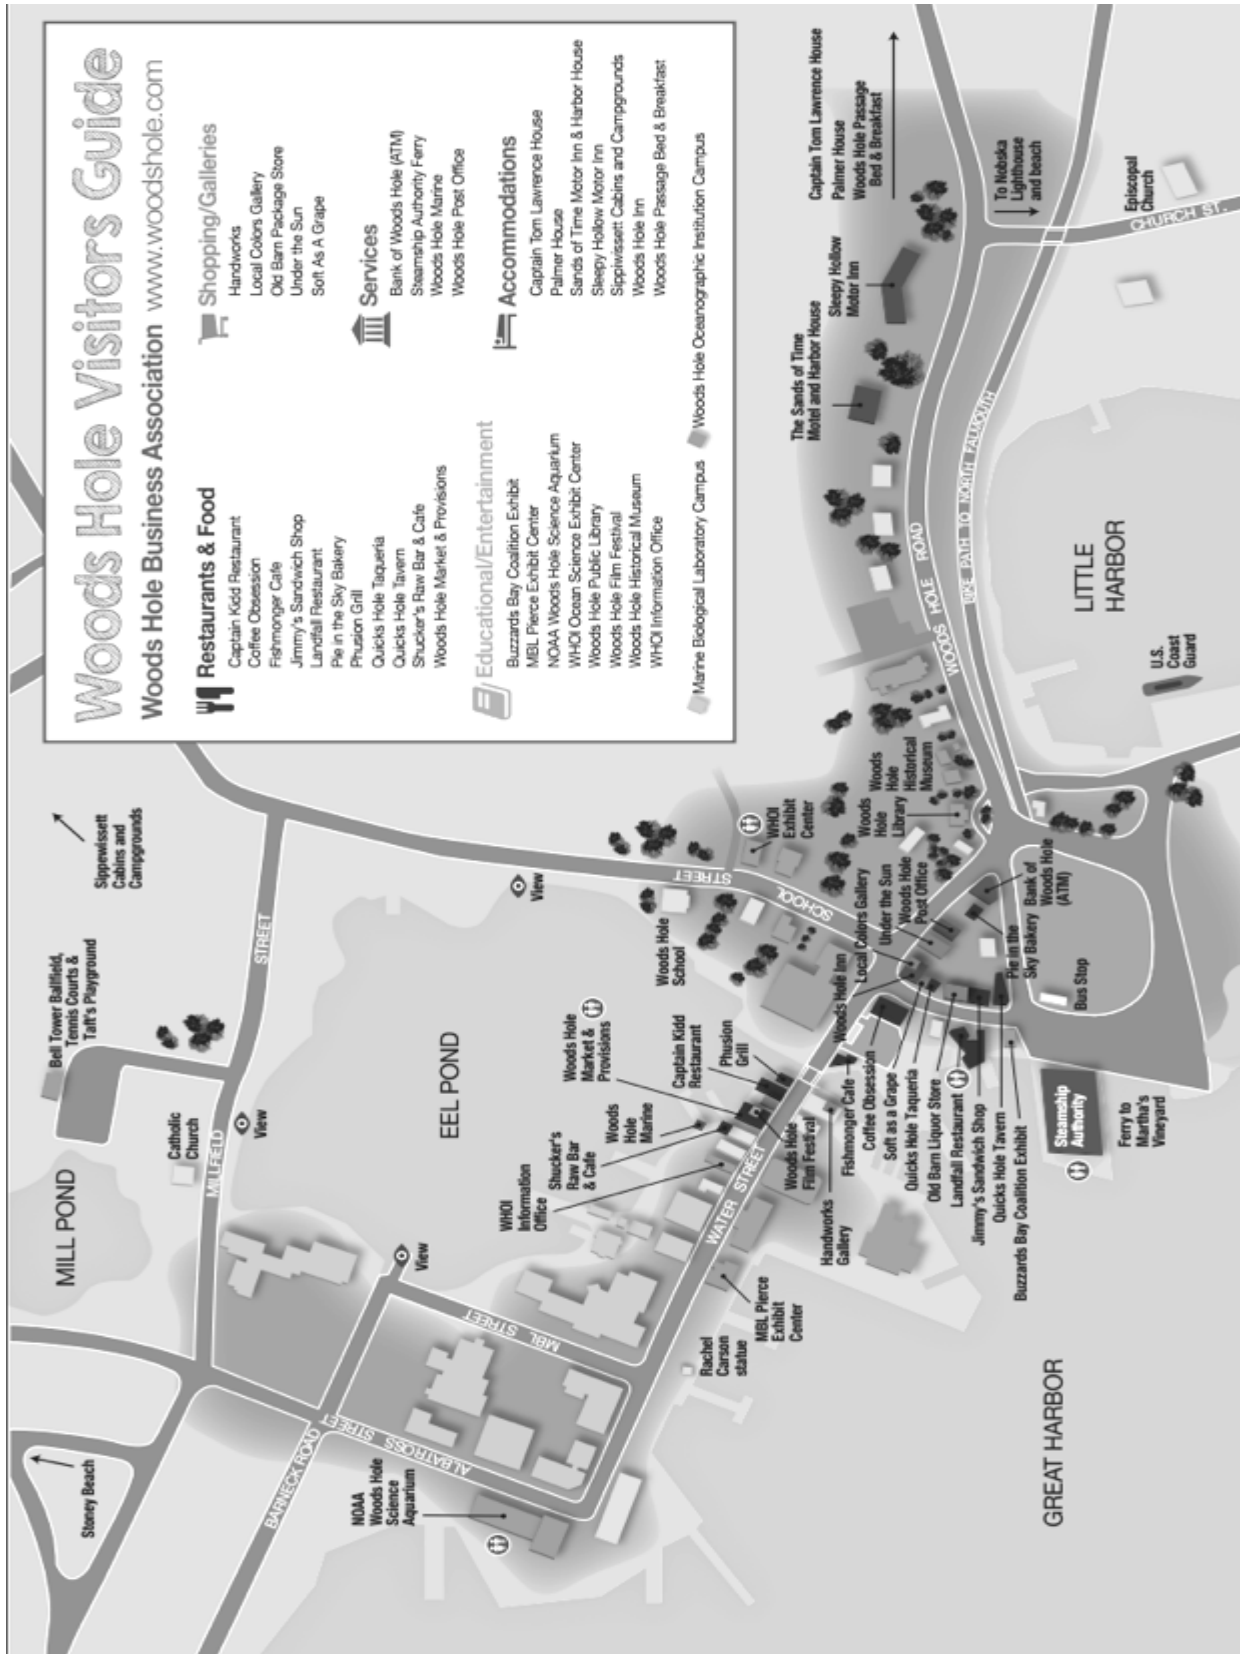 Woods Hole Visitors Guide
Woods Hole Business Association www.woodshole.com
Restaurants & Food
Captain Kidd Restaurant
Coffee Obsession
Fishmonger Cafe
Jimmy's Sandwich Shop
Landfall Restaurant
Pie in the Sky Bakery
Phusion Grill
Quicks Hole Taqueria
Quicks Hole Tavern
Shucker's Raw Bar & Cafe
Woods Hole Market & Provisions
Shopping/Galleries
Handworks
Local Colors Gallery
Old Barn Package Store
Under the Sun
Soft As A Grape
Services
Bank of Woods Hole (ATM)
Steamship Authority Ferry
Woods Hole Marine
Woods Hole Post Office
Educational/Entertainment
Buzzards Bay Coalition Exhibit
MBL Pierce Exhibit Center
NOAA Woods Hole Science Aquarium
WHOI Ocean Science Exhibit Center
Woods Hole Public Library
Woods Hole Film Festival
Woods Hole Historical Museum
WHOI Information Office
Accommodations
Captain Tom Lawrence House
Palmer House
Sands of Time Motor Inn & Harbor House
Sleepy Hollow Motor Inn
Sippiwissett Cabins and Campgrounds
Woods Hole Inn
Woods Hole Passage Bed & Breakfast
Marine Biological Laboratory Campus
Woods Hole Oceanographic Institution Campus
Stoney Beach
MILL POND
Bell Tower Ballfield,
Tennis Courts &
Taft's Playground
Sippewissett
Cabins and
Campgrounds
Catholic
Church
MILLFIELD
STREET
View
View
View
BARNECK ROAD
ALBATROSS STREET
MBL STREET
EEL POND
NOAA
Woods Hole
Science
Aquarium
WHOI
Information
Office
Shucker's
Raw Bar
& Cafe
Woods
Hole
Marine
Woods Hole
Market &
Provisions
Captain Kidd
Restaurant
Phusion
Grill
Woods Hole
School
SCHOOL
STREET
WHOI
Exhibit
Center
WATER STREET
Rachel
Carson
statue
MBL Pierce
Exhibit
Center
Handworks
Gallery
Woods Hole
Film Festival
Fishmonger Cafe
Coffee Obsession
Soft as a Grape
Quicks Hole Taqueria
Old Barn Liquor Store
Landfall Restaurant
Jimmy's Sandwich Shop
Quicks Hole Tavern
Buzzards Bay Coalition Exhibit
Woods Hole Inn
Local Colors Gallery
Under the Sun
Woods Hole
Post Office
Woods
Hole
Library
Woods
Hole
Historical
Museum
Pie in the
Sky Bakery
Bank of
Woods Hole
(ATM)
Bus Stop
Steamship
Authority
Ferry to
Martha's
Vineyard
GREAT HARBOR
WOODS HOLE ROAD
BIKE PATH TO NORTH FALMOUTH
The Sands of Time
Motel and Harbor House
Sleepy Hollow
Motor Inn
Captain Tom Lawrence House
Palmer House
Woods Hole Passage
Bed & Breakfast
To Nobska
Lighthouse
and beach
Episcopal
Church
CHURCH ST.
LITTLE
HARBOR
U.S.
Coast
Guard